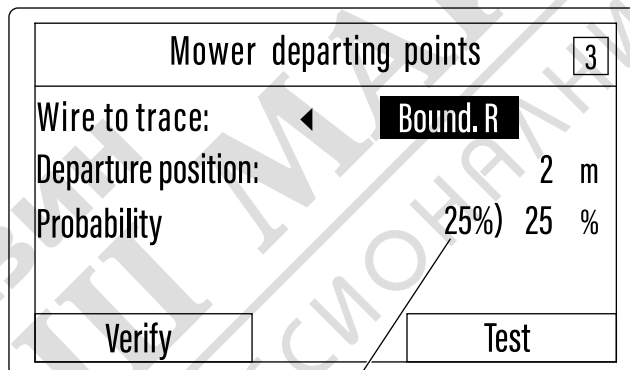 Mower departing points 3
Wire to trace: ◀ Bound. R
Departure position: 2 m
Probability 25%) 25 %
Verify Test